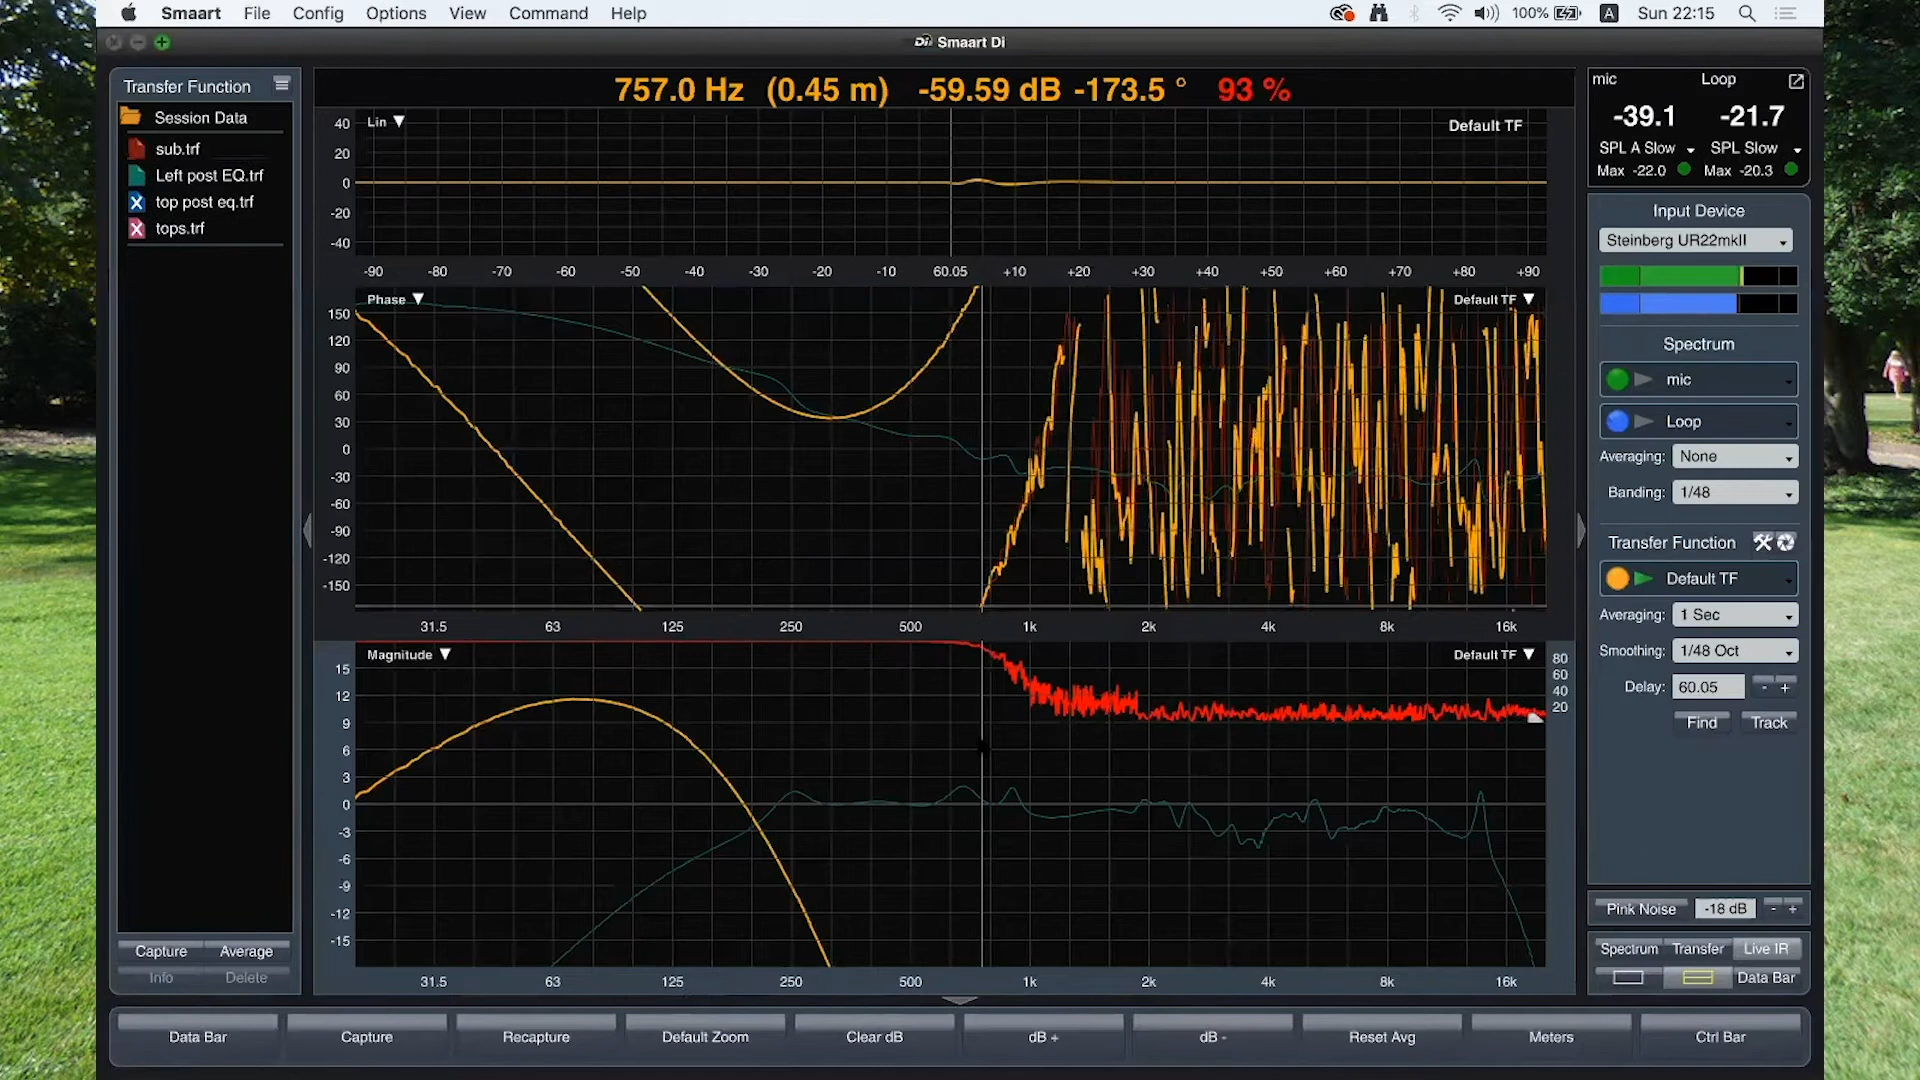 Smaart File Config Options View Command Help 100% A Sun 22:15
Di Smaart Di
Transfer Function
Session Data
sub.trf
Left post EQ.trf
top post eq.trf
tops.trf
Capture Average
Info Delete
757.0 Hz (0.45 m) -59.59 dB -173.5 ° 93 %
Lin Default TF
40
20
0
-20
-40
-90 -80 -70 -60 -50 -40 -30 -20 -10 60.05 +10 +20 +30 +40 +50 +60 +70 +80 +90
Phase Default TF
150
120
90
60
30
0
-30
-60
-90
-120
-150
31.5 63 125 250 500 1k 2k 4k 8k 16k
Magnitude Default TF
15
12
9
6
3
0
-3
-6
-9
-12
-15
80
60
40
20
31.5 63 125 250 500 1k 2k 4k 8k 16k
mic Loop
-39.1 -21.7
SPL A Slow SPL Slow
Max -22.0 Max -20.3
Input Device
Steinberg UR22mkII
Spectrum
mic
Loop
Averaging: None
Banding: 1/48
Transfer Function
Default TF
Averaging: 1 Sec
Smoothing: 1/48 Oct
Delay: 60.05 - +
Find Track
Pink Noise -18 dB - +
Spectrum Transfer Live IR
Data Bar
Data Bar Capture Recapture Default Zoom Clear dB dB + dB - Reset Avg Meters Ctrl Bar